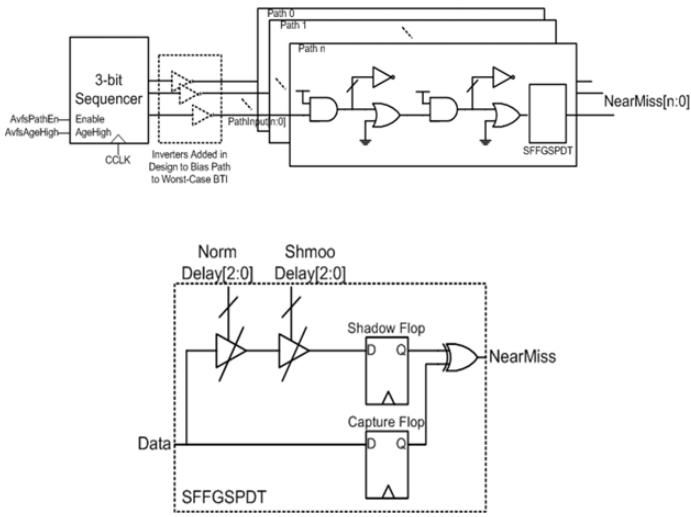 Path 0
Path 1
Path n
3-bit
Sequencer
AvfsPathEn
Enable
AvfsAgeHigh
AgeHigh
CCLK
Inverters Added in
Design to Bias Path
to Worst-Case BTI
PathInput[n:0]
NearMiss[n:0]
SFFGSPDT
Norm
Delay[2:0]
Shmoo
Delay[2:0]
Shadow Flop
D Q
NearMiss
Capture Flop
Data
D Q
SFFGSPDT